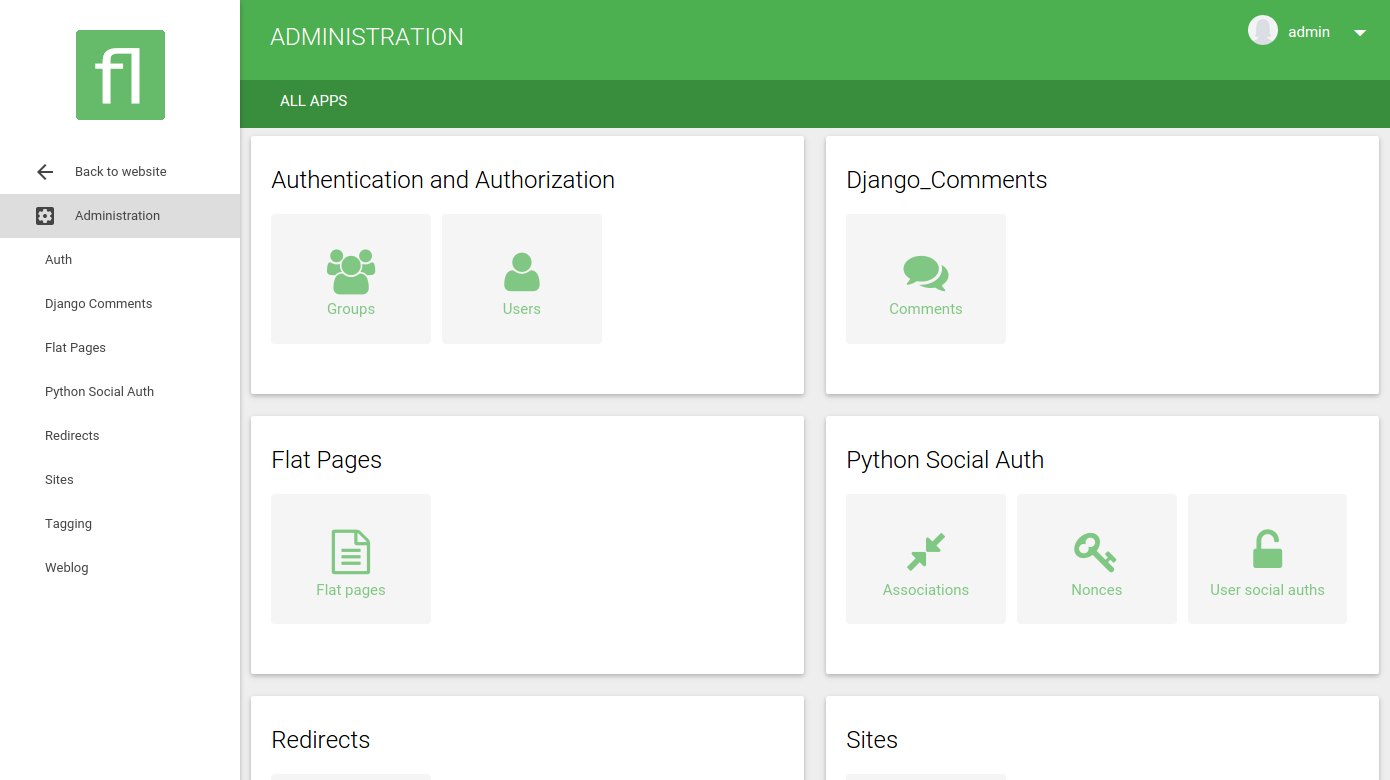 fl
Back to website
Administration
Auth
Django Comments
Flat Pages
Python Social Auth
Redirects
Sites
Tagging
Weblog
ADMINISTRATION
admin
ALL APPS
Authentication and Authorization
Groups
Users
Django_Comments
Comments
Flat Pages
Flat pages
Python Social Auth
Associations
Nonces
User social auths
Redirects
Sites